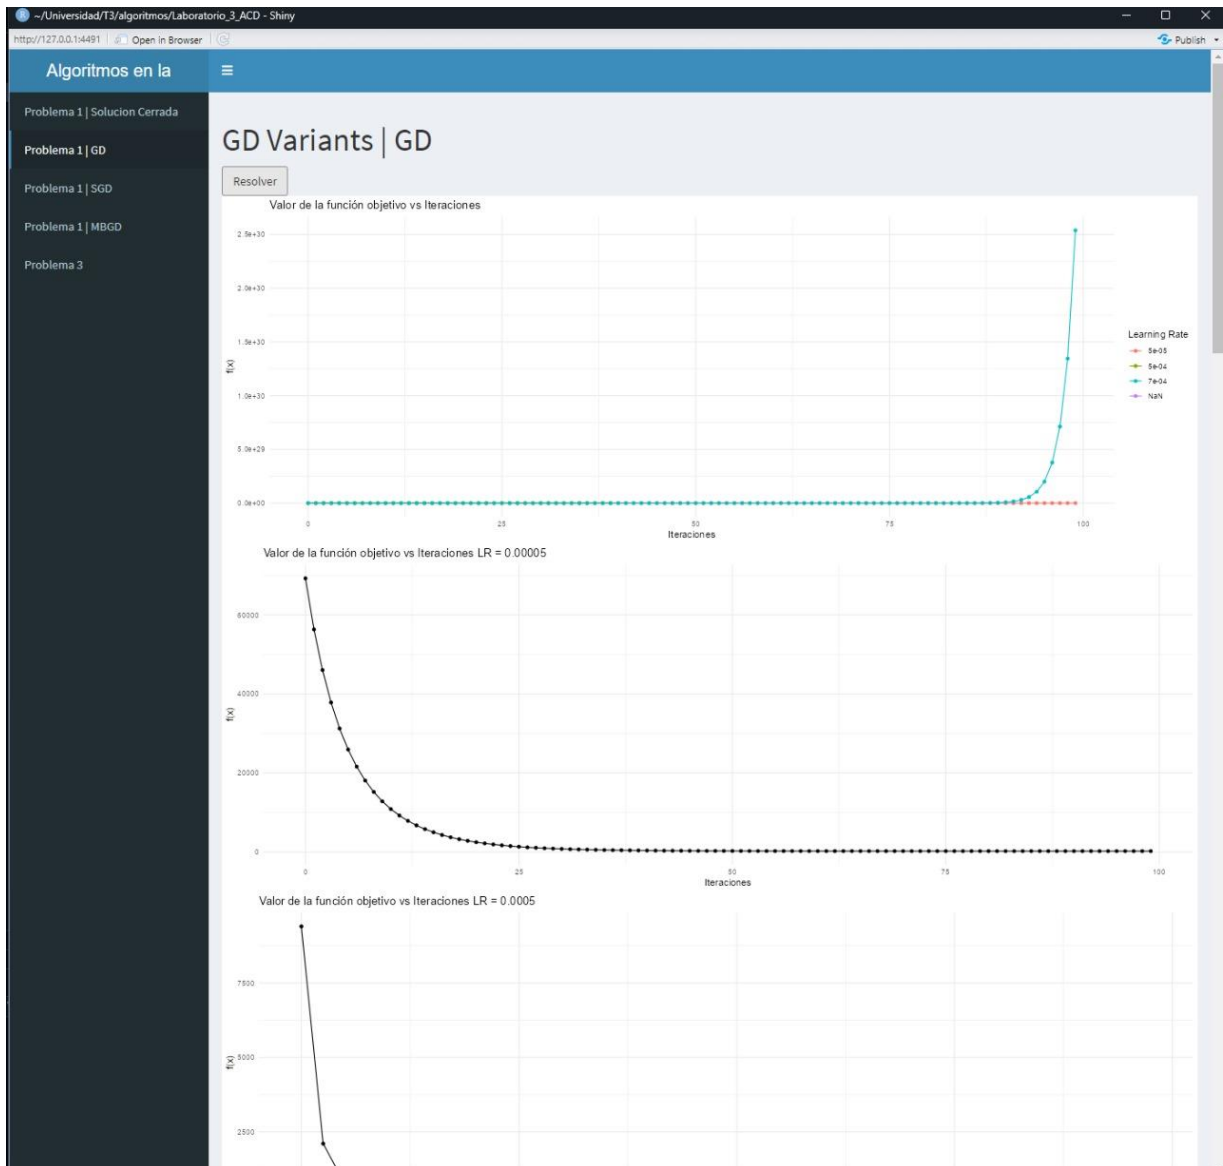 ~/Universidad/T3/algoritmos/Laboratorio_3_ACD - Shiny
http://127.0.0.1:4491 Open in Browser Publish
Algoritmos en la
Problema 1 | Solucion Cerrada
Problema 1 | GD
Problema 1 | SGD
Problema 1 | MBGD
Problema 3
GD Variants | GD
Resolver
Valor de la función objetivo vs Iteraciones
2.5e+30
2.0e+30
1.5e+30
1.0e+30
5.0e+29
0.0e+00
f(x)
0 25 50 75 100
Iteraciones
Learning Rate
5e-05
5e-04
7e-04
NaN
Valor de la función objetivo vs Iteraciones LR = 0.00005
60000
40000
20000
0
f(x)
0 25 50 75 100
Iteraciones
Valor de la función objetivo vs Iteraciones LR = 0.0005
7500
5000
2500
f(x)